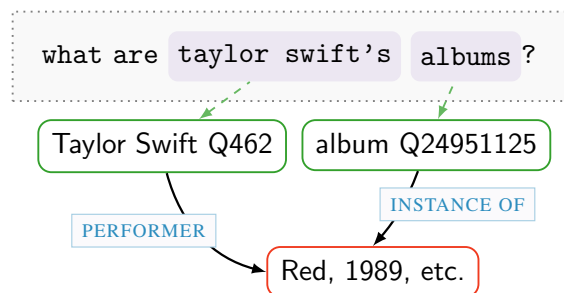 what are taylor swift's albums?
Taylor Swift Q462
album Q24951125
PERFORMER
INSTANCE OF
Red, 1989, etc.